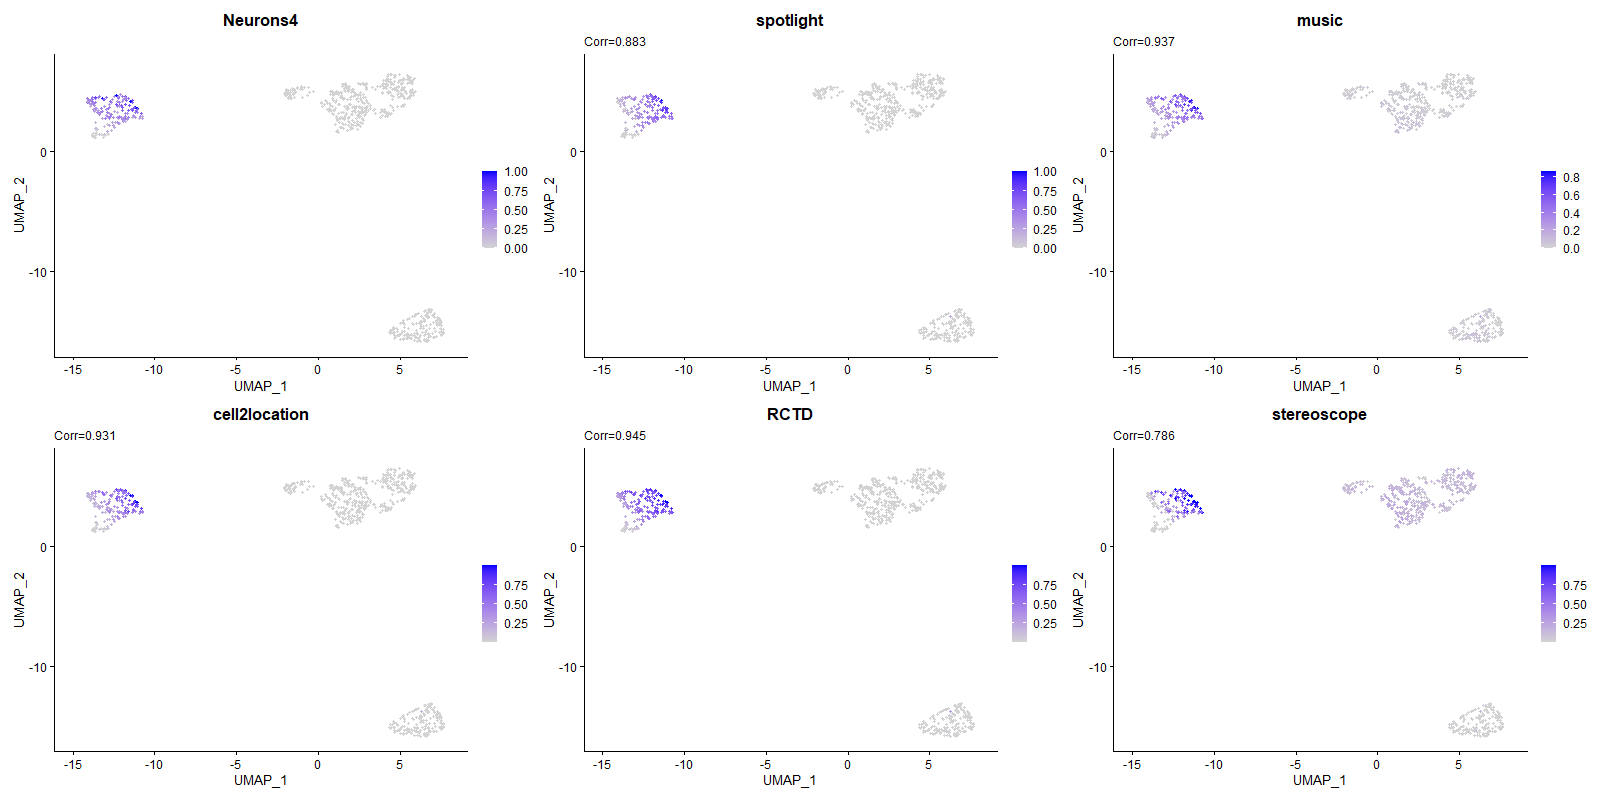 Neurons4
0
-10
UMAP_2
-15
-10
-5
0
5
UMAP_1
1.00
0.75
0.50
0.25
0.00
spotlight
Corr=0.883
0
-10
UMAP_2
-15
-10
-5
0
5
UMAP_1
1.00
0.75
0.50
0.25
0.00
music
Corr=0.937
0
-10
UMAP_2
-15
-10
-5
0
5
UMAP_1
0.8
0.6
0.4
0.2
0.0
cell2location
Corr=0.931
0
-10
UMAP_2
-15
-10
-5
0
5
UMAP_1
0.75
0.50
0.25
RCTD
Corr=0.945
0
-10
UMAP_2
-15
-10
-5
0
5
UMAP_1
0.75
0.50
0.25
stereoscope
Corr=0.786
0
-10
UMAP_2
-15
-10
-5
0
5
UMAP_1
0.75
0.50
0.25